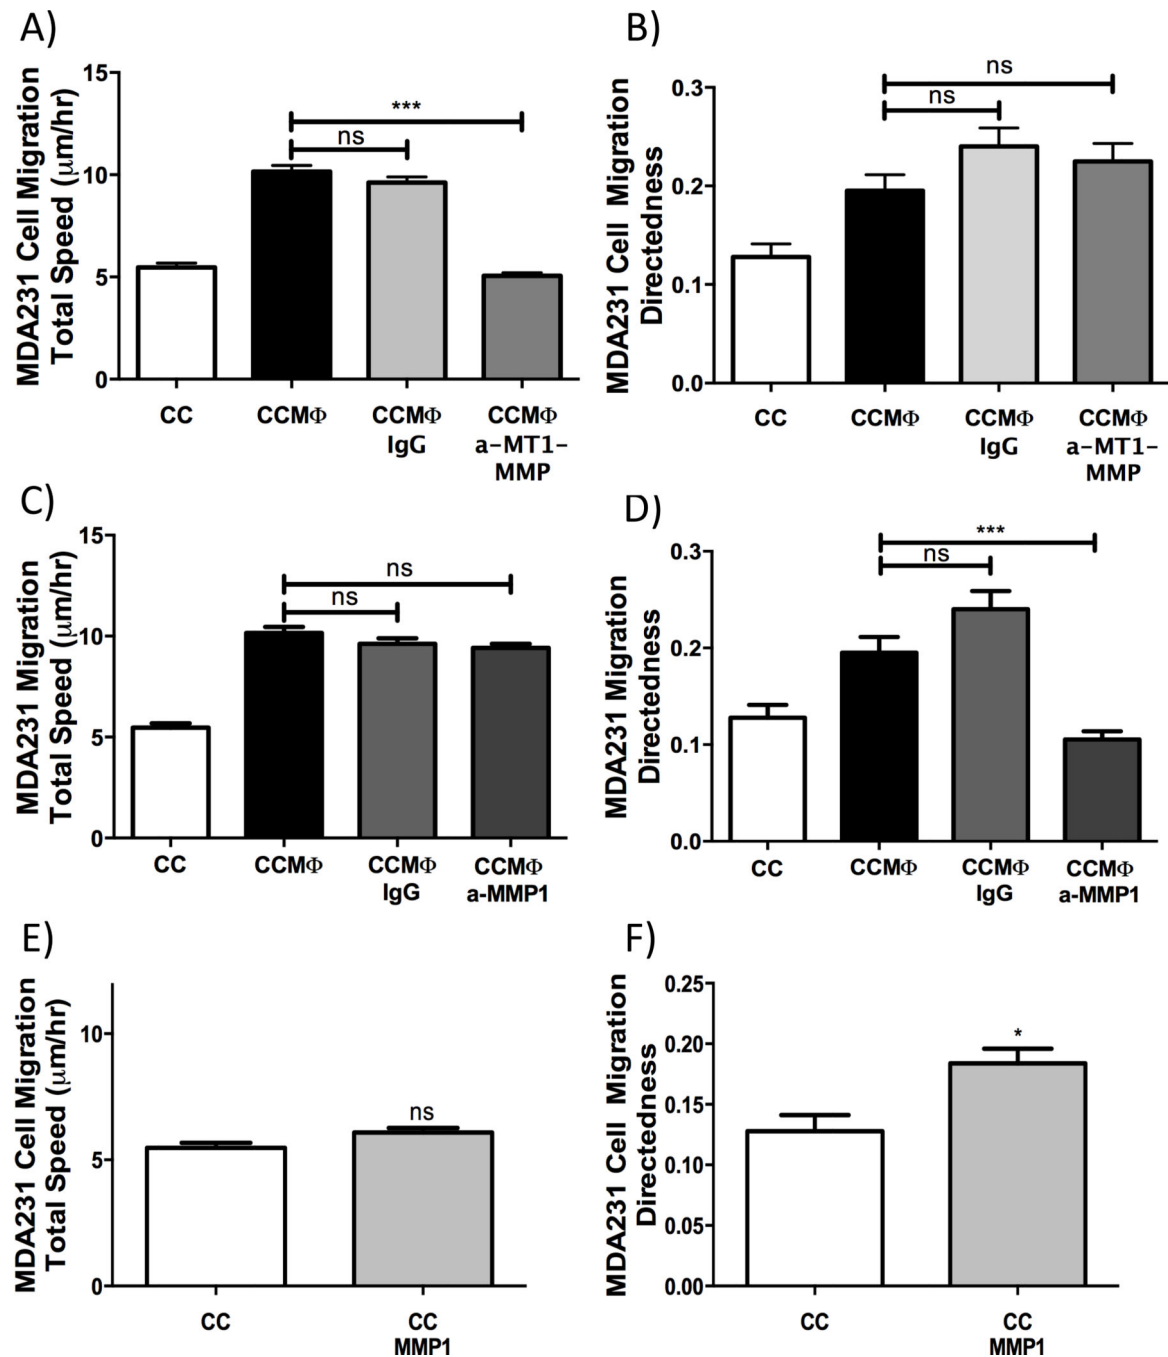 A)
MDA231 Cell Migration
Total Speed (μm/hr)
15
10
5
0
***
ns
CC
CCMΦ
CCMΦ
IgG
CCMΦ
a-MT1-
MMP
B)
MDA231 Cell Migration
Directedness
0.3
0.2
0.1
0.0
ns
ns
CC
CCMΦ
CCMΦ
IgG
CCMΦ
a-MT1-
MMP
C)
MDA231 Migration
Total Speed (μm/hr)
15
10
5
0
ns
ns
CC
CCMΦ
CCMΦ
IgG
CCMΦ
a-MMP1
D)
MDA231 Migration
Directedness
0.3
0.2
0.1
0.0
***
ns
CC
CCMΦ
CCMΦ
IgG
CCMΦ
a-MMP1
E)
MDA231 Cell Migration
Total Speed (μm/hr)
10
5
0
ns
CC
CC
MMP1
F)
MDA231 Cell Migration
Directedness
0.25
0.20
0.15
0.10
0.05
0.00
*
CC
CC
MMP1